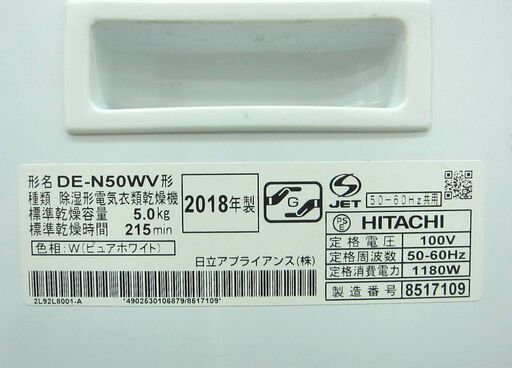 形名 DE-N50WV形
種類 除湿形電気衣類乾燥機
標準乾燥容量 5.0kg
標準乾燥時間 215min
色相:W(ピュアホワイト)
2018年製
G
S
JET
50-60Hz共用
PS
E
HITACHI
定格電圧 100V
定格周波数 50-60Hz
定格消費電力 1180W
製造番号 8517109
日立アプライアンス(株)
2L92L8001-A
*4902530106879/8517109*